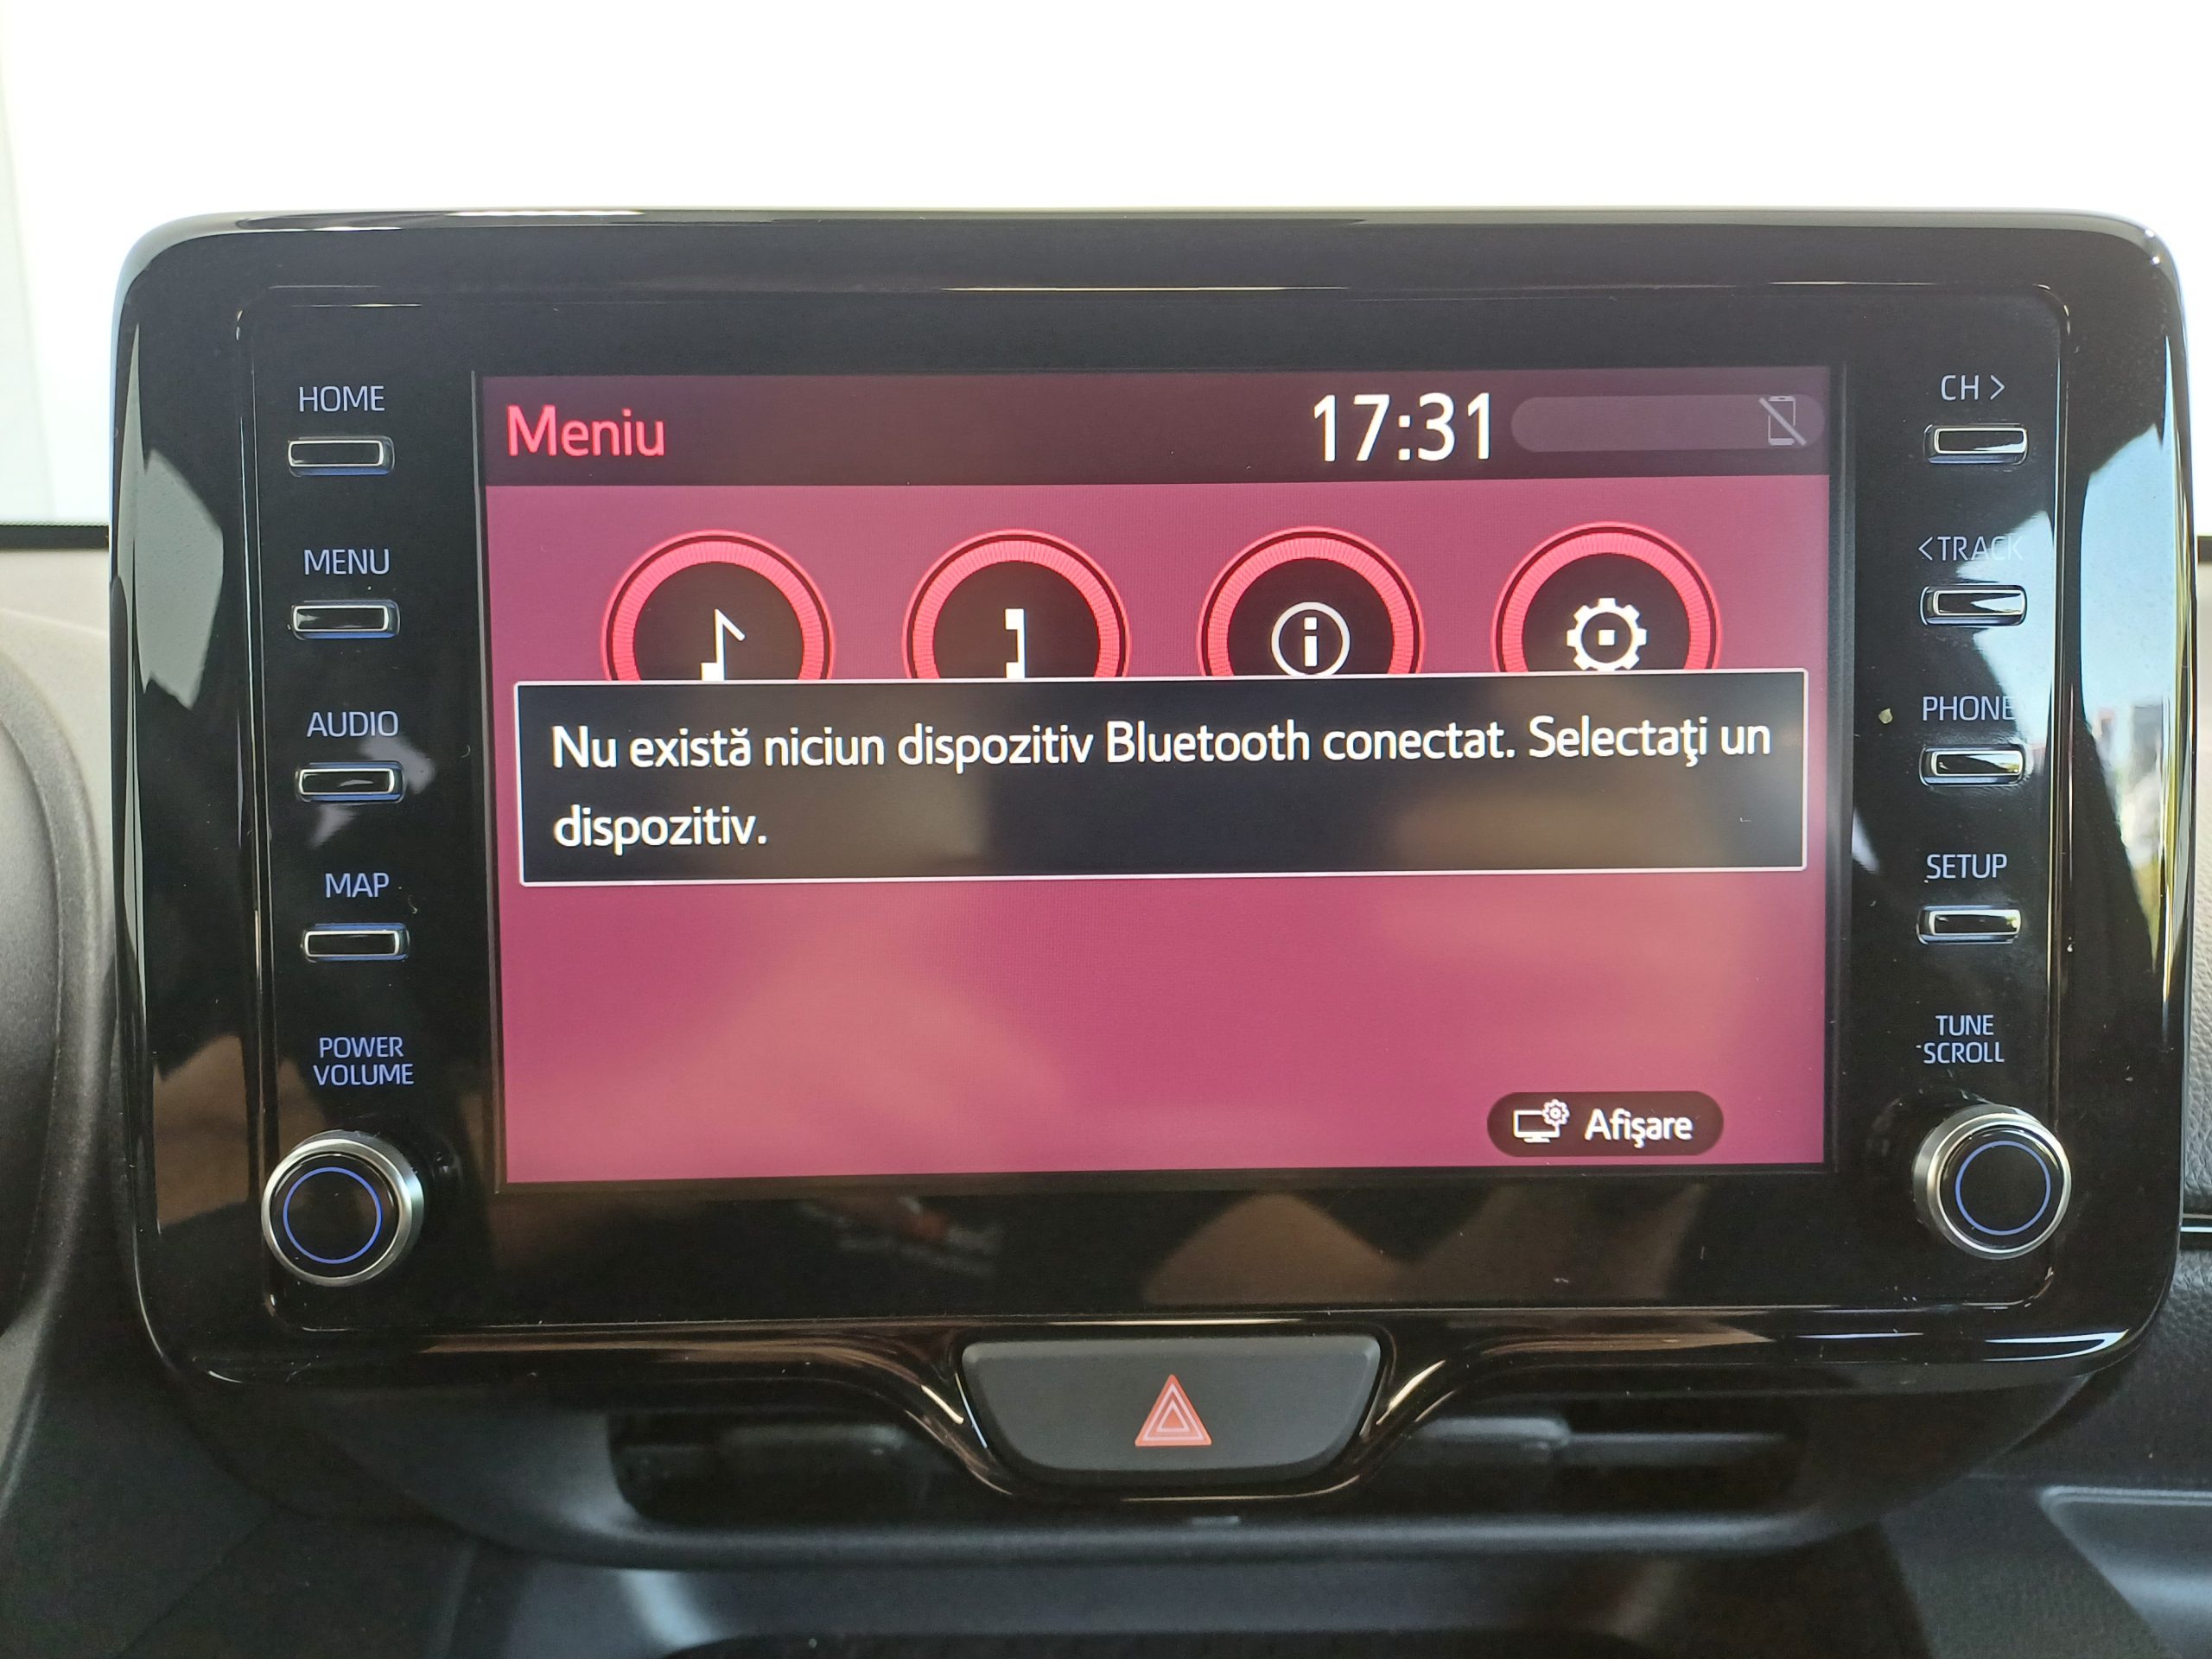 HOME
MENU
AUDIO
MAP
POWER
VOLUME
Meniu
17:31
Nu există niciun dispozitiv Bluetooth conectat. Selectaţi un
dispozitiv.
Afişare
CH >
<TRACK
PHONE
SETUP
TUNE
SCROLL